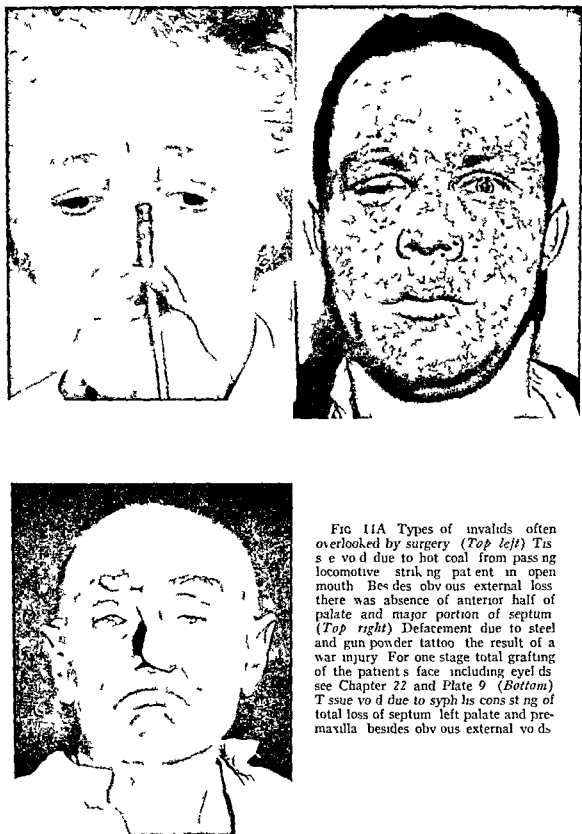 FIG 11A Types of invalids often
overlooked by surgery (Top left) Tis
s e vo d due to hot coal from pass ng
locomotive strik ng pat ent in open
mouth Bes des obv ous external loss
there was absence of anterior half of
palate and major portion of septum
(Top right) Defacement due to steel
and gun powder tattoo the result of a
war injury For one stage total grafting
of the patient s face including eyel ds
see Chapter 22 and Plate 9 (Bottom)
T ssue vo d due to syph lis cons st ng of
total loss of septum left palate and pre-
maxilla besides obv ous external vo ds